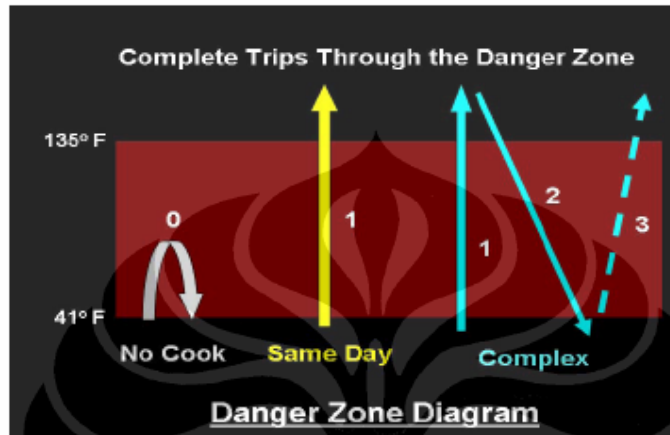 Complete Trips Through the Danger Zone
135° F
0
1
1
2
3
41° F
No Cook
Same Day
Complex
Danger Zone Diagram